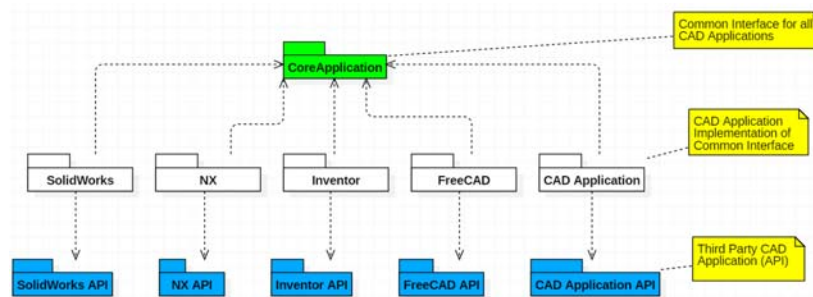 Common Interface for all
CAD Applications
CoreApplication
CAD Application
Implementation of
Common Interface
SolidWorks
NX
Inventor
FreeCAD
CAD Application
Third Party CAD
Application (API)
SolidWorks API
NX API
Inventor API
FreeCAD API
CAD Application API